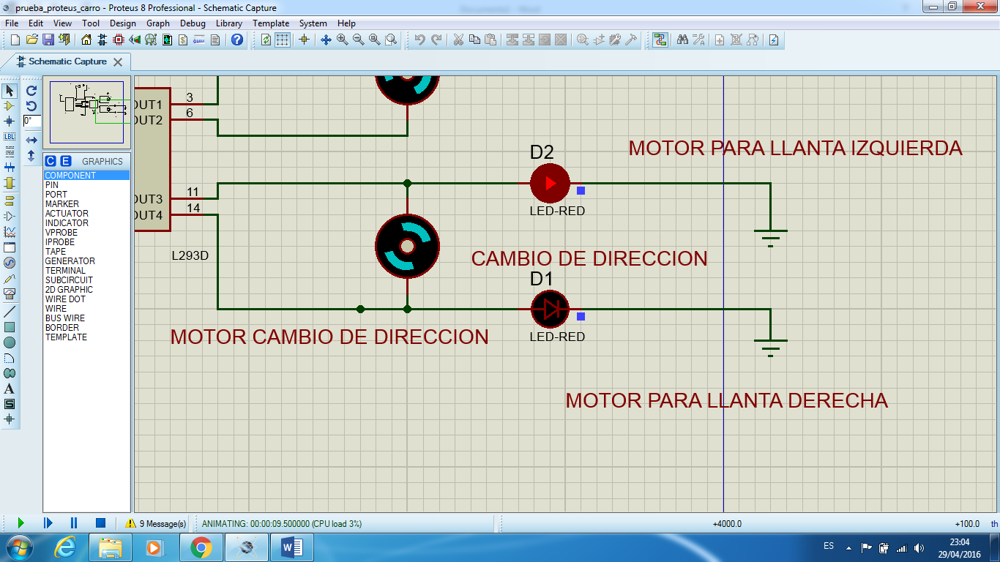 prueba_proteus_carro - Proteus 8 Professional - Schematic Capture
File Edit View Tool Design Graph Debug Library Template System Help
Schematic Capture
0°
LBL
C E GRAPHICS
COMPONENT
PIN
PORT
MARKER
ACTUATOR
INDICATOR
VPROBE
IPROBE
TAPE
GENERATOR
TERMINAL
SUBCIRCUIT
2D GRAPHIC
WIRE DOT
WIRE
BUS WIRE
BORDER
TEMPLATE
A
S
OUT1 3
OUT2 6
OUT3 11
OUT4 14
L293D
MOTOR PARA LLANTA IZQUIERDA
D2
LED-RED
CAMBIO DE DIRECCION
D1
LED-RED
MOTOR CAMBIO DE DIRECCION
MOTOR PARA LLANTA DERECHA
9 Message(s) ANIMATING: 00:00:09.500000 (CPU load 3%) +4000.0 +100.0 th
ES 23:04
29/04/2016